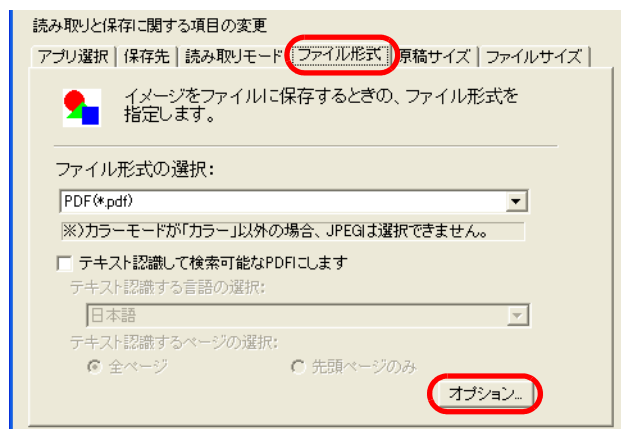 読み取りと保存に関する項目の変更
アプリ選択 保存先 読み取りモード ファイル形式 原稿サイズ ファイルサイズ
イメージをファイルに保存するときの、ファイル形式を
指定します。
ファイル形式の選択:
PDF(*.pdf)
※)カラーモードが「カラー」以外の場合、JPEGは選択できません。
テキスト認識して検索可能なPDFにします
テキスト認識する言語の選択:
日本語
テキスト認識するページの選択:
全ページ 先頭ページのみ
オプション...